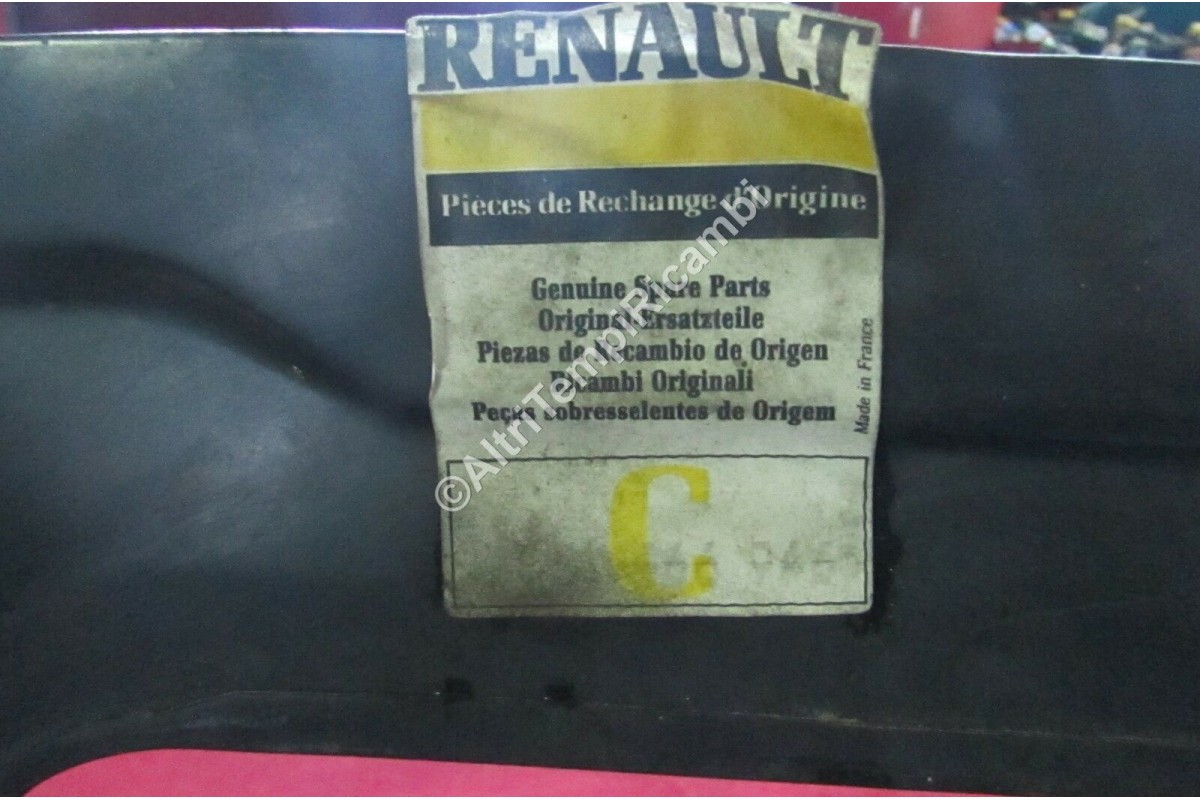 RENAULT
Pièces de Rechange d'Origine
Genuine Spare Parts
Original-Ersatzteile
Piezas de Recambio de Origen
Ricambi Originali
Peças sobresselentes de Origem
Made in France
C
©AltriTempiRicambi